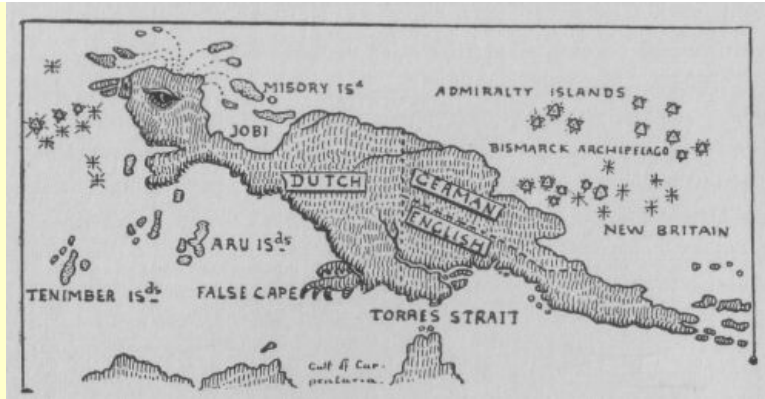 MISORY ISd
ADMIRALTY ISLANDS
JOBI
BISMARCK ARCHIPELAGO
DUTCH
GERMAN
ENGLISH
NEW BRITAIN
ARU ISds
TENIMBER ISds
FALSE CAPE
TORRES STRAIT
Gulf of Car-
pentaria.